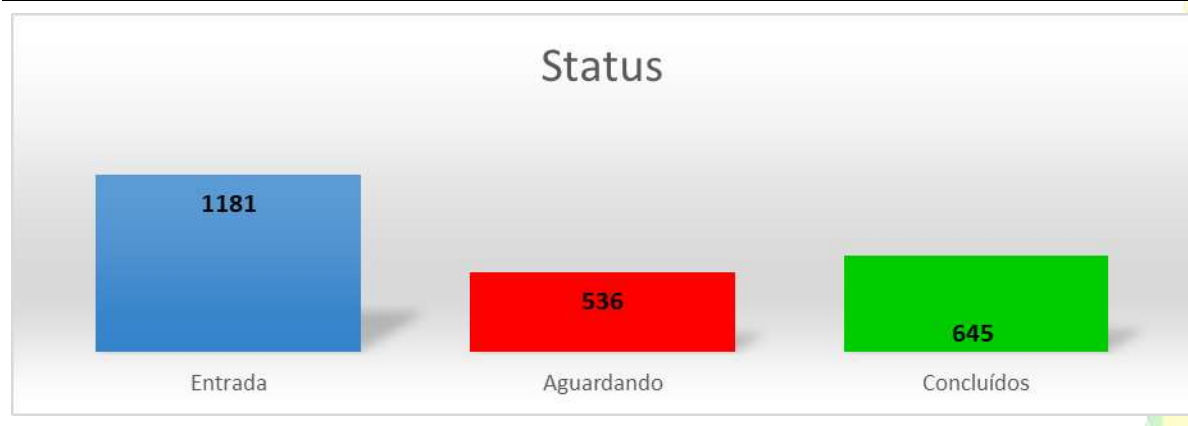 Status
1181
536
645
Entrada
Aguardando
Concluídos